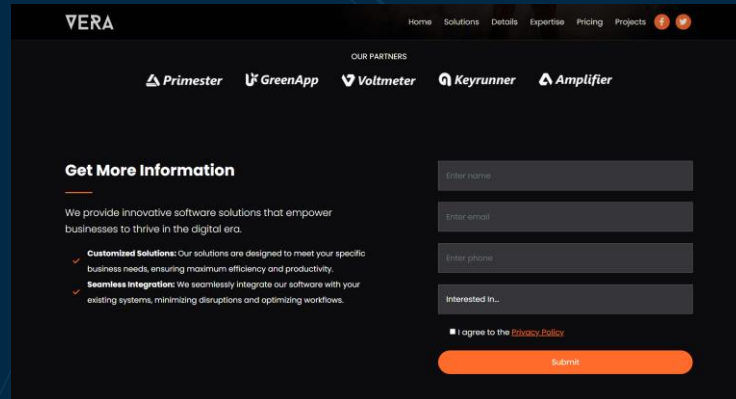 VERA
Home Solutions Details Expertise Pricing Projects
OUR PARTNERS
Primester GreenApp Voltmeter Keyrunner Amplifier
Get More Information
We provide innovative software solutions that empower
businesses to thrive in the digital era.
Customized Solutions: Our solutions are designed to meet your specific
business needs, ensuring maximum efficiency and productivity.
Seamless Integration: We seamlessly integrate our software with your
existing systems, minimizing disruptions and optimizing workflows.
Enter name
Enter email
Enter phone
Interested In...
I agree to the Privacy Policy
Submit